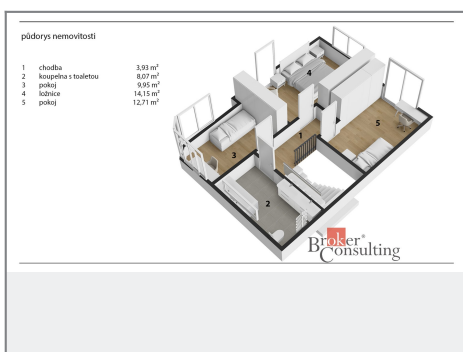 půdorys nemovitosti
1 chodba 3,93 m²
2 koupelna s toaletou 8,07 m²
3 pokoj 9,95 m²
4 ložnice 14,15 m²
5 pokoj 12,71 m²
4
5
1
3
2
Broker®
Consulting